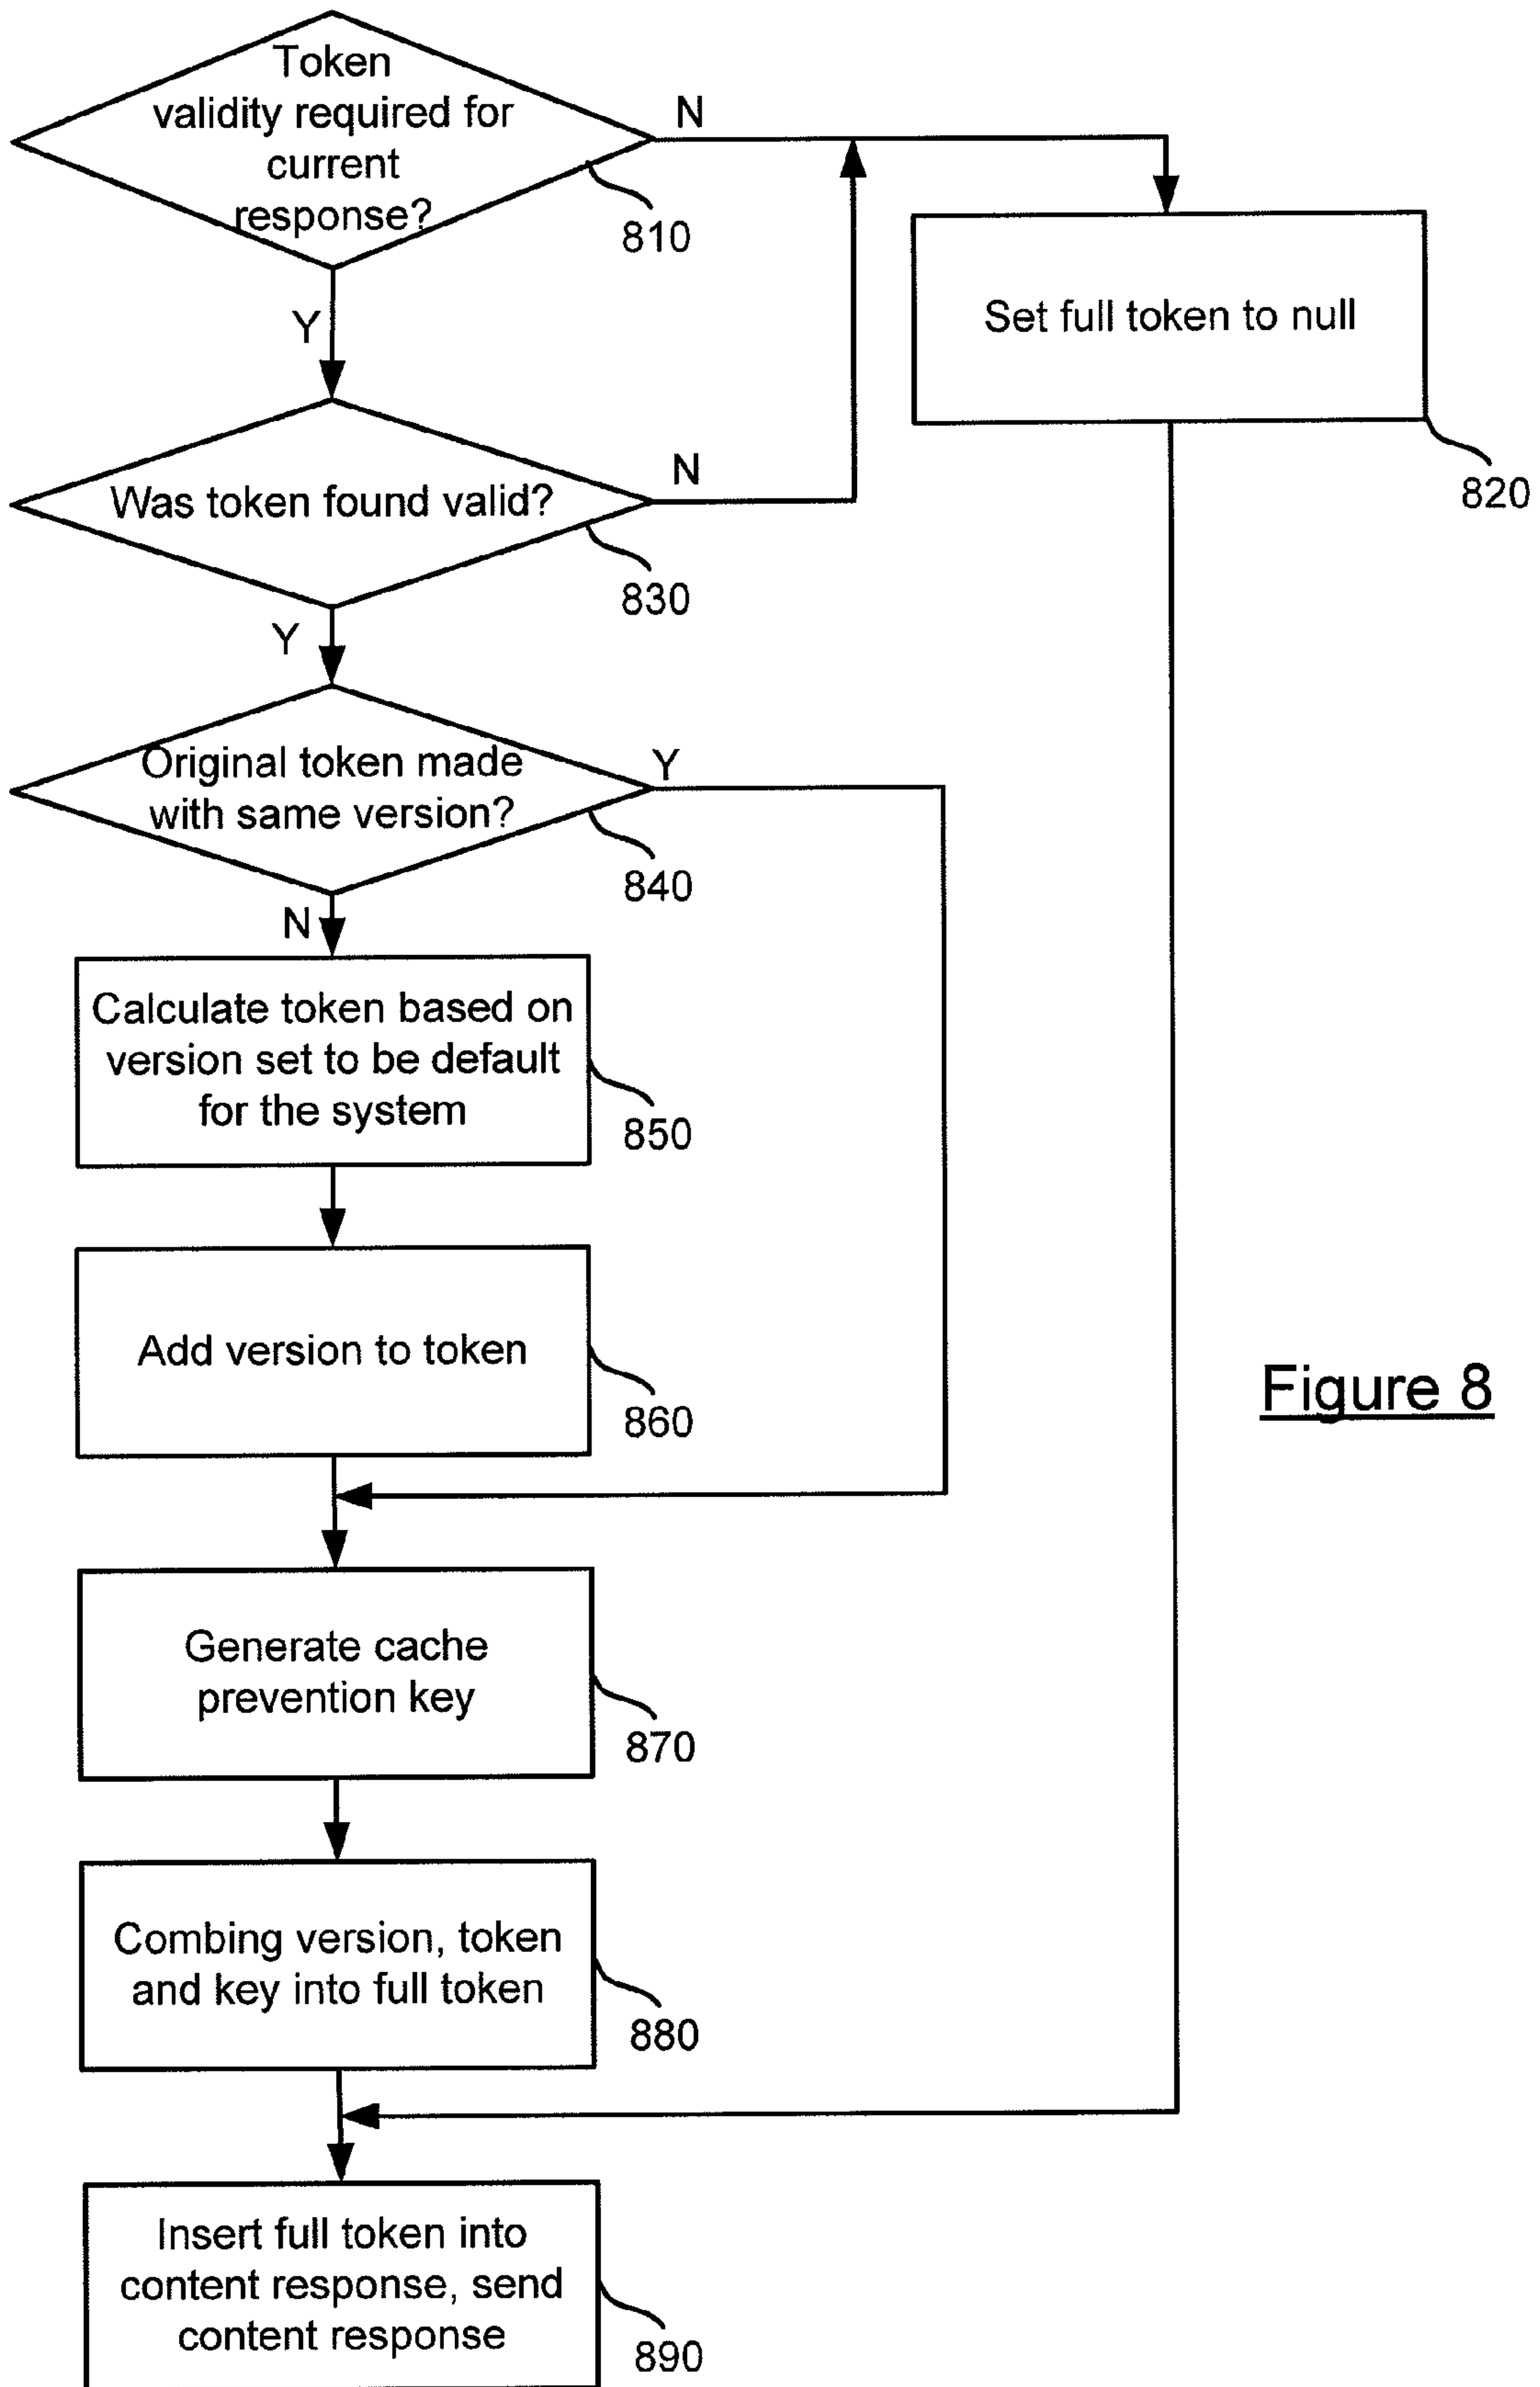 Token
validity required for
current
response?
N
810
Y
Set full token to null
820
Was token found valid?
N
830
Y
Original token made
with same version?
Y
840
N
Calculate token based on
version set to be default
for the system
850
Add version to token
860
Figure 8
Generate cache
prevention key
870
Combing version, token
and key into full token
880
Insert full token into
content response, send
content response
890